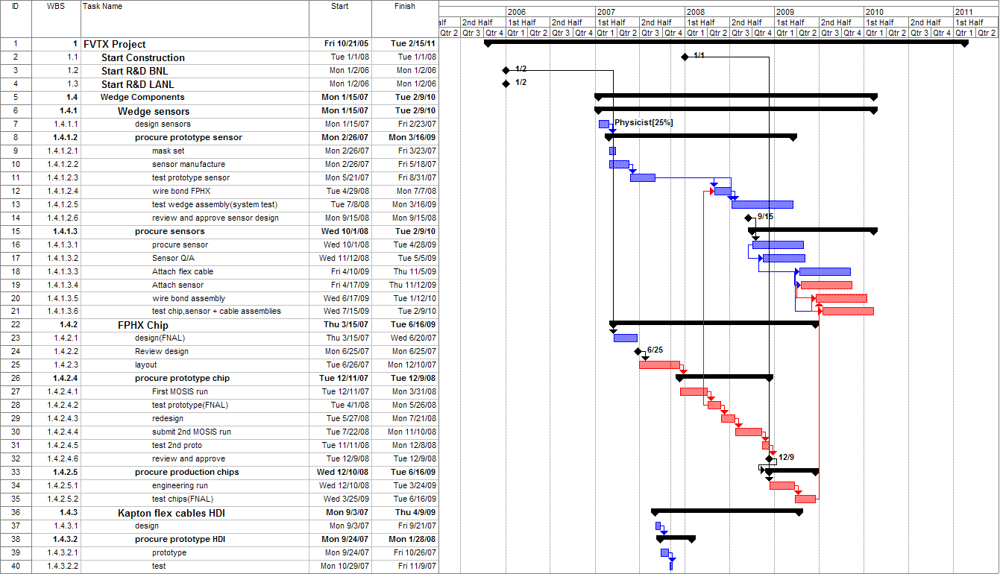 ID WBS Task Name Start Finish
2006 2007 2008 2009 2010 2011
alf 2nd Half 1st Half 2nd Half 1st Half 2nd Half 1st Half 2nd Half 1st Half 2nd Half 1st Half 2nd Half 1st Half
Qtr 2 Qtr 3 Qtr 4 Qtr 1 Qtr 2 Qtr 3 Qtr 4 Qtr 1 Qtr 2 Qtr 3 Qtr 4 Qtr 1 Qtr 2 Qtr 3 Qtr 4 Qtr 1 Qtr 2 Qtr 3 Qtr 4 Qtr 1 Qtr 2 Qtr 3 Qtr 4 Qtr 1 Qtr 2
1 1 FVTX Project Fri 10/21/05 Tue 2/15/11
2 1.1 Start Construction Tue 1/1/08 Tue 1/1/08 1/1
3 1.2 Start R&D BNL Mon 1/2/06 Mon 1/2/06 1/2
4 1.3 Start R&D LANL Mon 1/2/06 Mon 1/2/06 1/2
5 1.4 Wedge Components Mon 1/15/07 Tue 2/9/10
6 1.4.1 Wedge sensors Mon 1/15/07 Tue 2/9/10
7 1.4.1.1 design sensors Mon 1/15/07 Fri 2/23/07 Physicist[25%]
8 1.4.1.2 procure prototype sensor Mon 2/26/07 Mon 3/16/09
9 1.4.1.2.1 mask set Mon 2/26/07 Fri 3/23/07
10 1.4.1.2.2 sensor manufacture Mon 2/26/07 Fri 5/18/07
11 1.4.1.2.3 test prototype sensor Mon 5/21/07 Fri 8/31/07
12 1.4.1.2.4 wire bond FPHX Tue 4/29/08 Mon 7/7/08
13 1.4.1.2.5 test wedge assembly(system test) Tue 7/8/08 Mon 3/16/09
14 1.4.1.2.6 review and approve sensor design Mon 9/15/08 Mon 9/15/08 9/15
15 1.4.1.3 procure sensors Wed 10/1/08 Tue 2/9/10
16 1.4.1.3.1 procure sensor Wed 10/1/08 Tue 4/28/09
17 1.4.1.3.2 Sensor Q/A Wed 11/12/08 Tue 5/5/09
18 1.4.1.3.3 Attach flex cable Fri 4/10/09 Thu 11/5/09
19 1.4.1.3.4 Attach sensor Fri 4/17/09 Thu 11/12/09
20 1.4.1.3.5 wire bond assembly Wed 6/17/09 Tue 1/12/10
21 1.4.1.3.6 test chip,sensor + cable assemblies Wed 7/15/09 Tue 2/9/10
22 1.4.2 FPHX Chip Thu 3/15/07 Tue 6/16/09
23 1.4.2.1 design(FNAL) Thu 3/15/07 Wed 6/20/07
24 1.4.2.2 Review design Mon 6/25/07 Mon 6/25/07 6/25
25 1.4.2.3 layout Tue 6/26/07 Mon 12/10/07
26 1.4.2.4 procure prototype chip Tue 12/11/07 Tue 12/9/08
27 1.4.2.4.1 First MOSIS run Tue 12/11/07 Mon 3/31/08
28 1.4.2.4.2 test prototype(FNAL) Tue 4/1/08 Mon 5/26/08
29 1.4.2.4.3 redesign Tue 5/27/08 Mon 7/21/08
30 1.4.2.4.4 submit 2nd MOSIS run Tue 7/22/08 Mon 11/10/08
31 1.4.2.4.5 test 2nd proto Tue 11/11/08 Mon 12/8/08
32 1.4.2.4.6 review and approve Tue 12/9/08 Tue 12/9/08 12/9
33 1.4.2.5 procure production chips Wed 12/10/08 Tue 6/16/09
34 1.4.2.5.1 engineering run Wed 12/10/08 Tue 3/24/09
35 1.4.2.5.2 test chips(FNAL) Wed 3/25/09 Tue 6/16/09
36 1.4.3 Kapton flex cables HDI Mon 9/3/07 Thu 4/9/09
37 1.4.3.1 design Mon 9/3/07 Fri 9/21/07
38 1.4.3.2 procure prototype HDI Mon 9/24/07 Mon 1/28/08
39 1.4.3.2.1 prototype Mon 9/24/07 Fri 10/26/07
40 1.4.3.2.2 test Mon 10/29/07 Fri 11/9/07